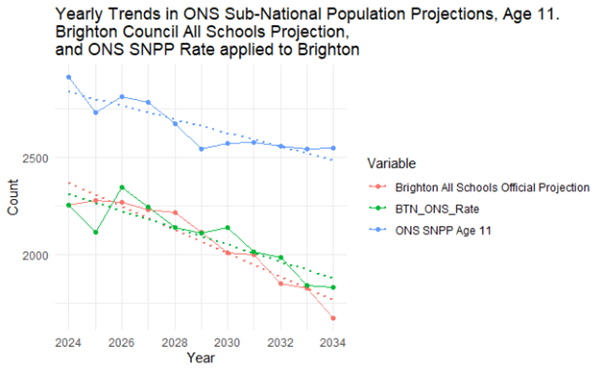 Yearly Trends in ONS Sub-National Population Projections, Age 11.
Brighton Council All Schools Projection,
and ONS SNPP Rate applied to Brighton
Count
2500
2000
2024
2026
2028
2030
2032
2034
Year
Variable
Brighton All Schools Official Projection
BTN_ONS_Rate
ONS SNPP Age 11